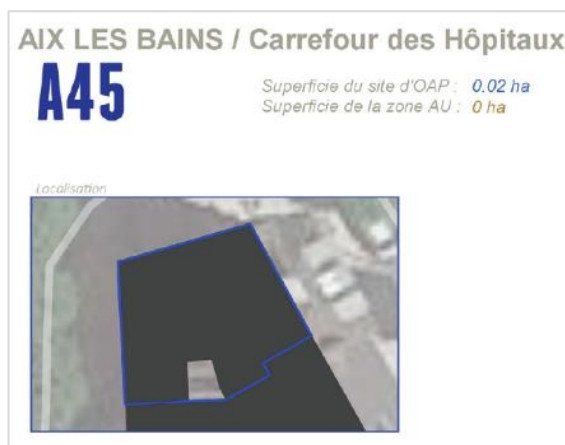 AIX LES BAINS / Carrefour des Hôpitaux
A45
Superficie du site d'OAP : 0.02 ha
Superficie de la zone AU : 0 ha
Localisation